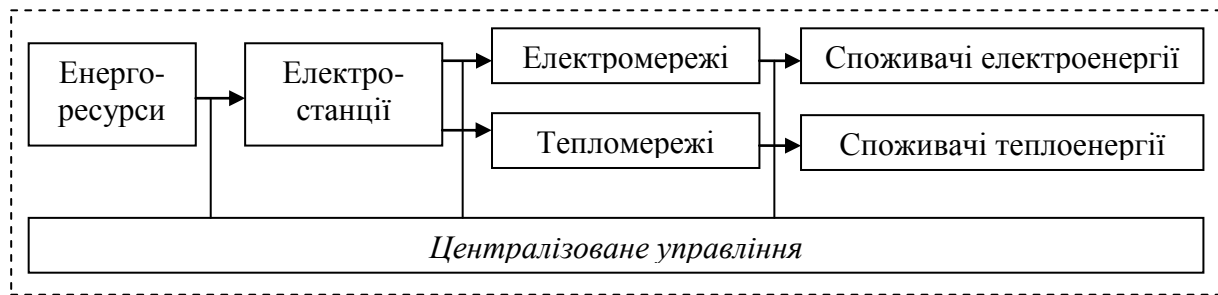 Енерго-
ресурси
Електро-
станції
Електромережі
Тепломережі
Споживачі електроенергії
Споживачі теплоенергії
Централізоване управління